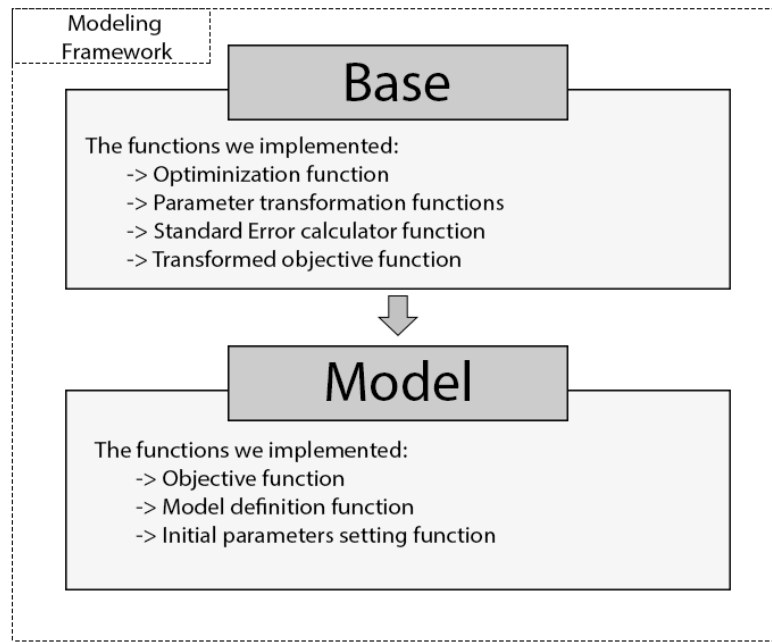 Modeling
Framework
Base
The functions we implemented:
-> Optiminization function
-> Parameter transformation functions
-> Standard Error calculator function
-> Transformed objective function
Model
The functions we implemented:
-> Objective function
-> Model definition function
-> Initial parameters setting function